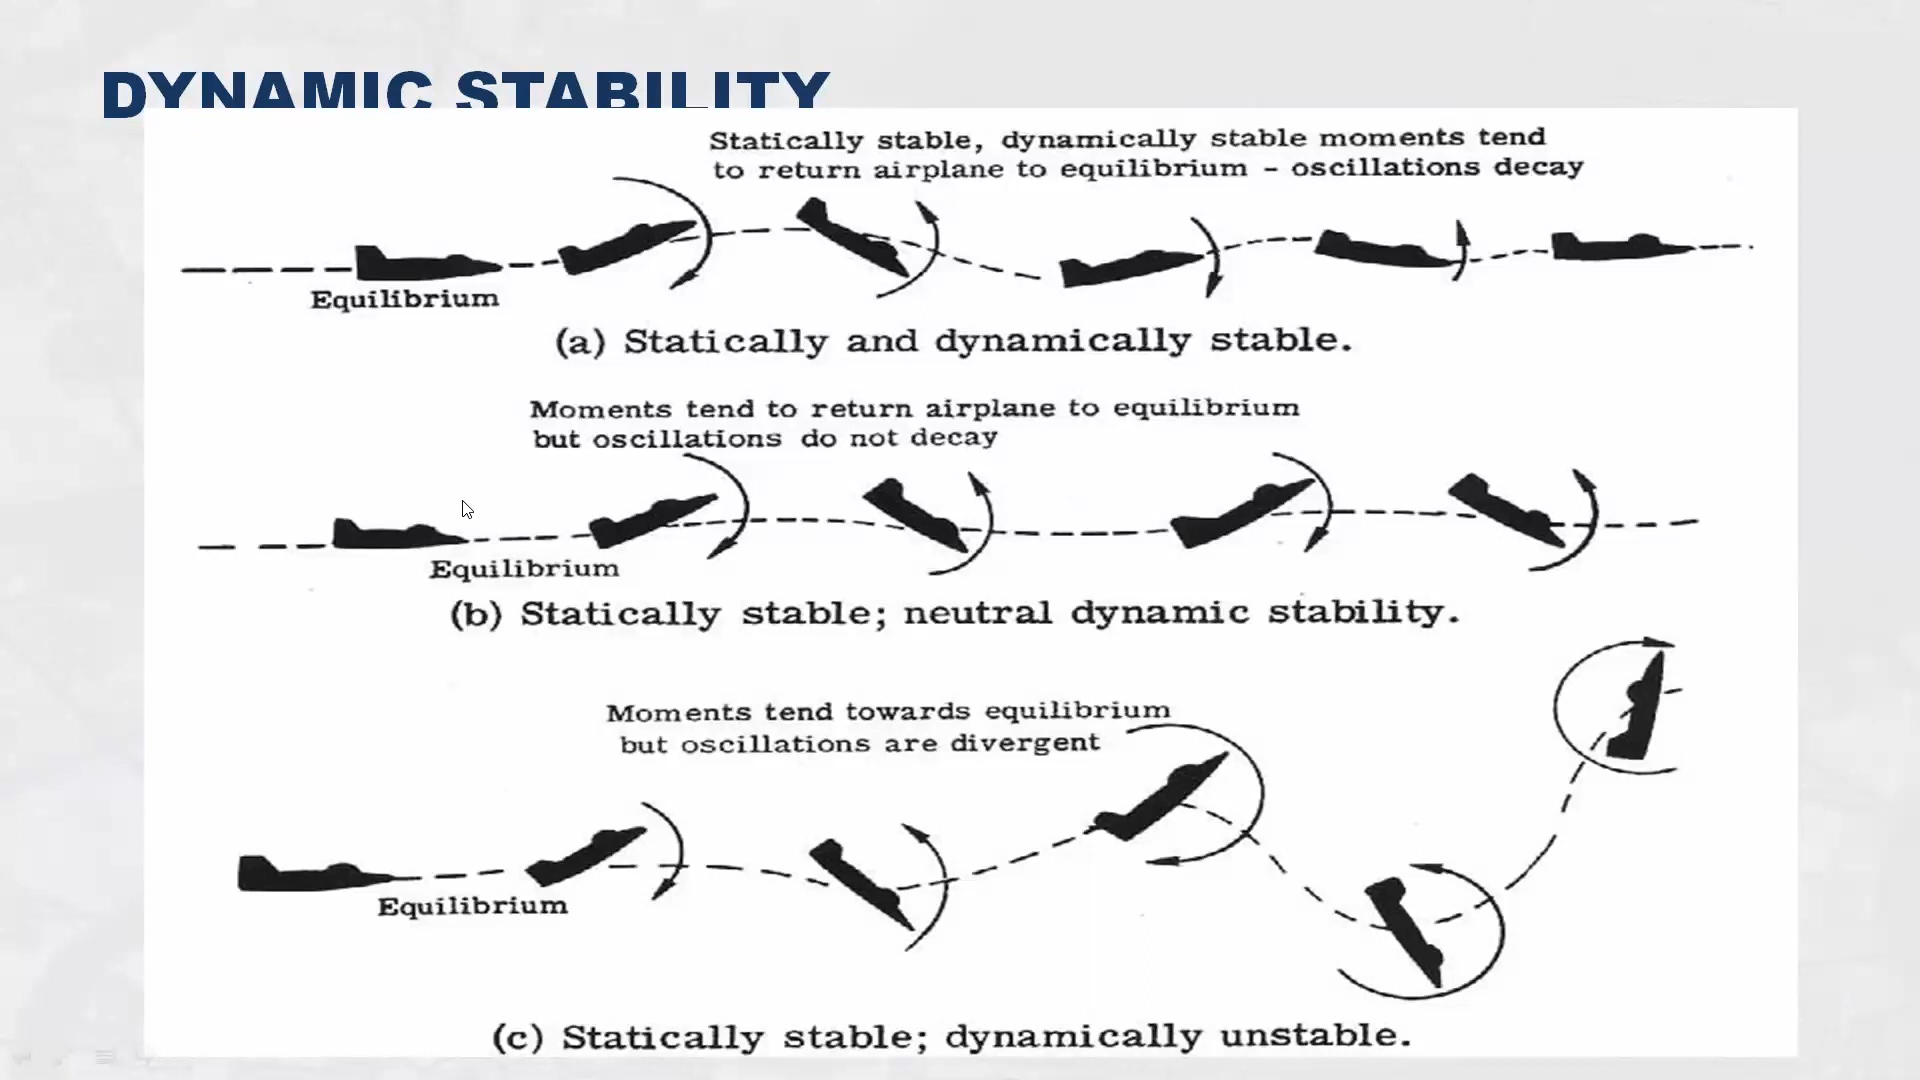 DYNAMIC STABILITY
Statically stable, dynamically stable moments tend
to return airplane to equilibrium - oscillations decay
Equilibrium
(a) Statically and dynamically stable.
Moments tend to return airplane to equilibrium
but oscillations do not decay
Equilibrium
(b) Statically stable; neutral dynamic stability.
Moments tend towards equilibrium
but oscillations are divergent
Equilibrium
(c) Statically stable; dynamically unstable.